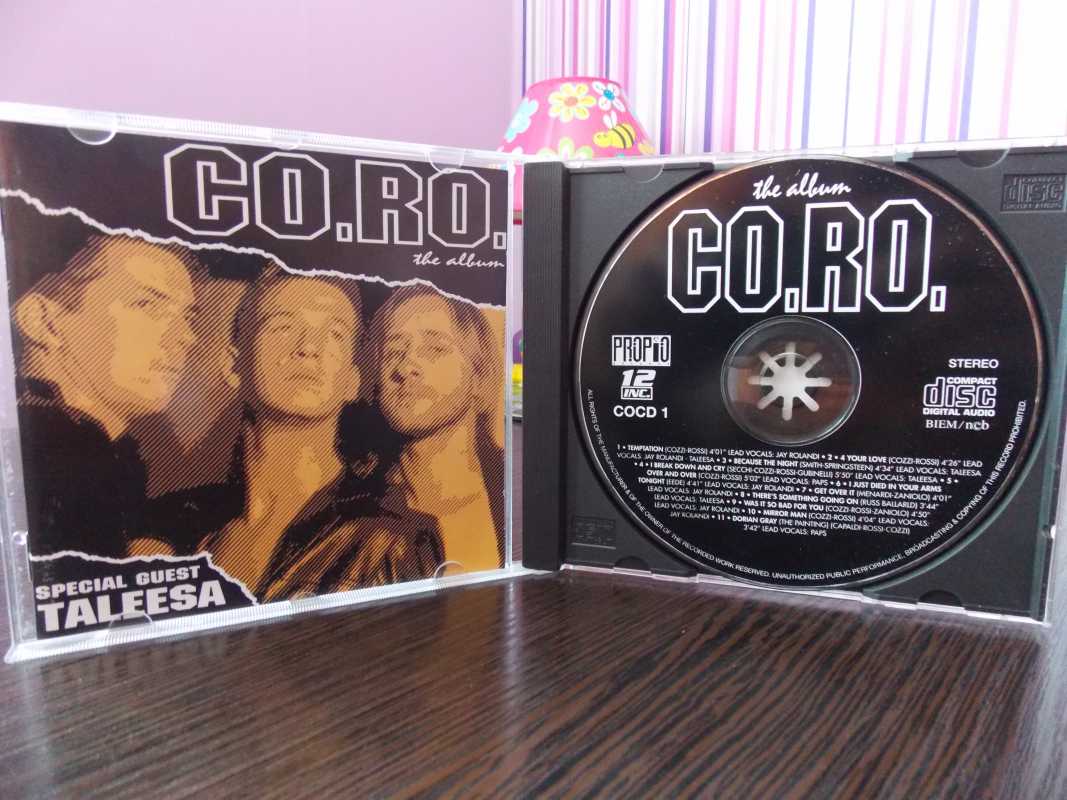 CO.RO.
the album
SPECIAL GUEST
TALEESA
the album
CO.RO.
PROPIO
12
INC.
COCD 1
STEREO
COMPACT
disc
DIGITAL AUDIO
BIEM/ncb
1 • TEMPTATION (COZZI-ROSSI) 4'01" LEAD VOCALS: JAY ROLANDI • 2 • 4 YOUR LOVE (COZZI-ROSSI) 4'26" LEAD
VOCALS: JAY ROLANDI - TALEESA • 3 • BECAUSE THE NIGHT (SMITH-SPRINGSTEEN) 4'34" LEAD VOCALS: TALEESA
• 4 • I BREAK DOWN AND CRY (SECCHI-COZZI-ROSSI-GUBINELLI) 5'50" LEAD VOCALS: TALEESA • 5 •
OVER AND OVER (COZZI-ROSSI) 5'02" LEAD VOCALS: PAPS • 6 • I JUST DIED IN YOUR ARMS
TONIGHT (EEDE) 4'41" LEAD VOCALS: JAY ROLANDI • 7 • GET OVER IT (MENARDI-ZANIOLO) 4'01"
LEAD VOCALS: JAY ROLANDI • 8 • THERE'S SOMETHING GOING ON (RUSS BALLARD) 3'44"
LEAD VOCALS: TALEESA • 9 • WAS IT SO BAD FOR YOU (COZZI-ROSSI-ZANIOLO) 4'50"
LEAD VOCALS: JAY ROLANDI • 10 • MIRROR MAN (COZZI-ROSSI) 4'04" LEAD VOCALS:
JAY ROLANDI • 11 • DORIAN GRAY (THE PAINTING) (CAPALDI-ROSSI-COZZI)
3'42" LEAD VOCALS: PAPS
ALL RIGHTS OF THE MANUFACTURER & OF THE OWNER OF THE RECORDED WORK RESERVED. UNAUTHORIZED PUBLIC PERFORMANCE, BROADCASTING & COPYING OF THIS RECORD PROHIBITED.
COMPACT
disc
DIGITAL AUDIO